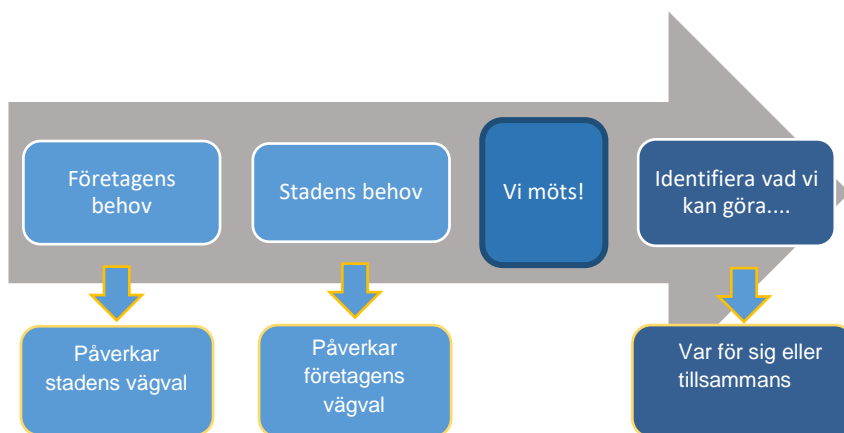 Företagens
behov
Stadens behov
Vi möts!
Identifiera vad vi
kan göra....
Påverkar
stadens vägval
Påverkar
företagens
vägval
Var för sig eller
tillsammans